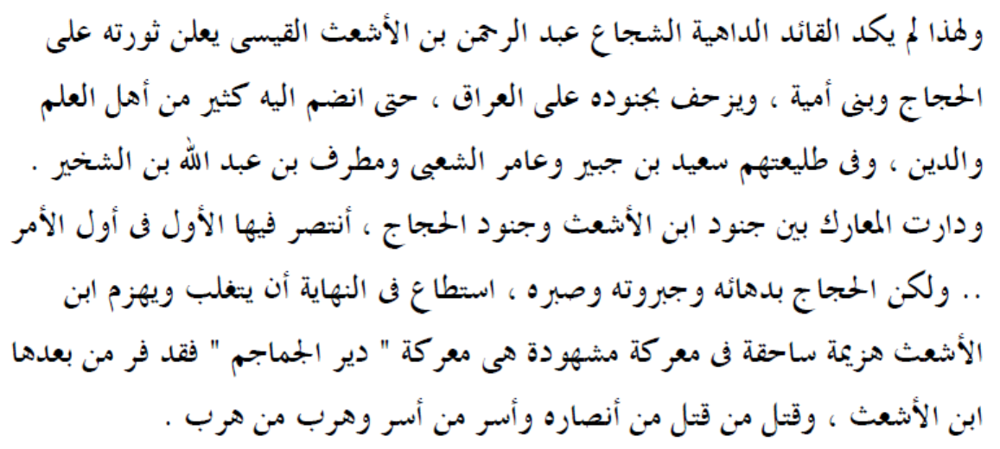 ولهذا لم يكد القائد الداهية الشجاع عبد الرحمن بن الأشعث القيسى يعلن ثورته على
الحجاج وبنى أمية ، ويزحف بجنوده على العراق ، حتى انضم اليه كثير من أهل العلم
والدين ، وفى طليعتهم سعيد بن جبير وعامر الشعبى ومطرف بن عبد الله بن الشخير .
ودارت المعارك بين جنود ابن الأشعث وجنود الحجاج ، أنتصر فيها الأول فى أول الأمر
.. ولكن الحجاج بدهائه وجبروته وصبره ، استطاع فى النهاية أن يتغلب ويهزم ابن
الأشعث هزيمة ساحقة فى معركة مشهودة هى معركة " دير الجماجم " فقد فر من بعدها
ابن الأشعث ، وقتل من قتل من أنصاره وأسر من أسر وهرب من هرب .